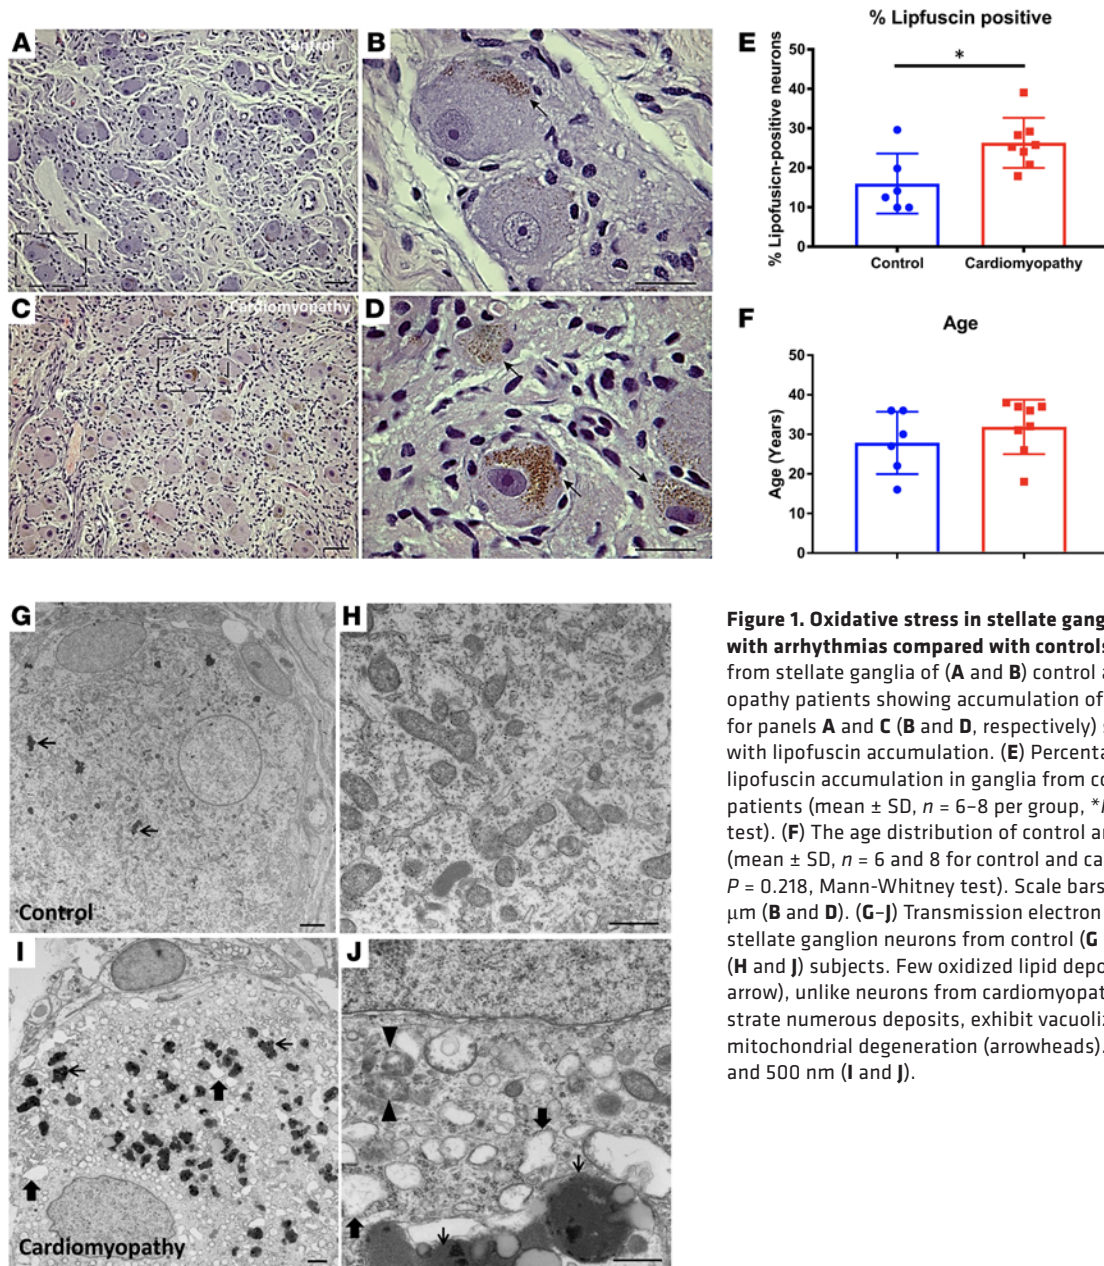 A
Control
B
C
Cardiomyopathy
D
E
% Lipfuscin positive
% Lipofusicn-positive neurons
50
40
30
20
10
0
*
Control
Cardiomyopathy
F
Age
Age (Years)
50
40
30
20
10
0
G
Control
H
I
Cardiomyopathy
J
Figure 1. Oxidative stress in stellate gang
with arrhythmias compared with controls
from stellate ganglia of (A and B) control a
opathy patients showing accumulation of
for panels A and C (B and D, respectively) s
with lipofuscin accumulation. (E) Percenta
lipofuscin accumulation in ganglia from co
patients (mean ± SD, n = 6–8 per group, *
test). (F) The age distribution of control an
(mean ± SD, n = 6 and 8 for control and ca
P = 0.218, Mann-Whitney test). Scale bars
μm (B and D). (G–J) Transmission electron
stellate ganglion neurons from control (G
(H and J) subjects. Few oxidized lipid depo
arrow), unlike neurons from cardiomyopat
strate numerous deposits, exhibit vacuoliz
mitochondrial degeneration (arrowheads).
and 500 nm (I and J).